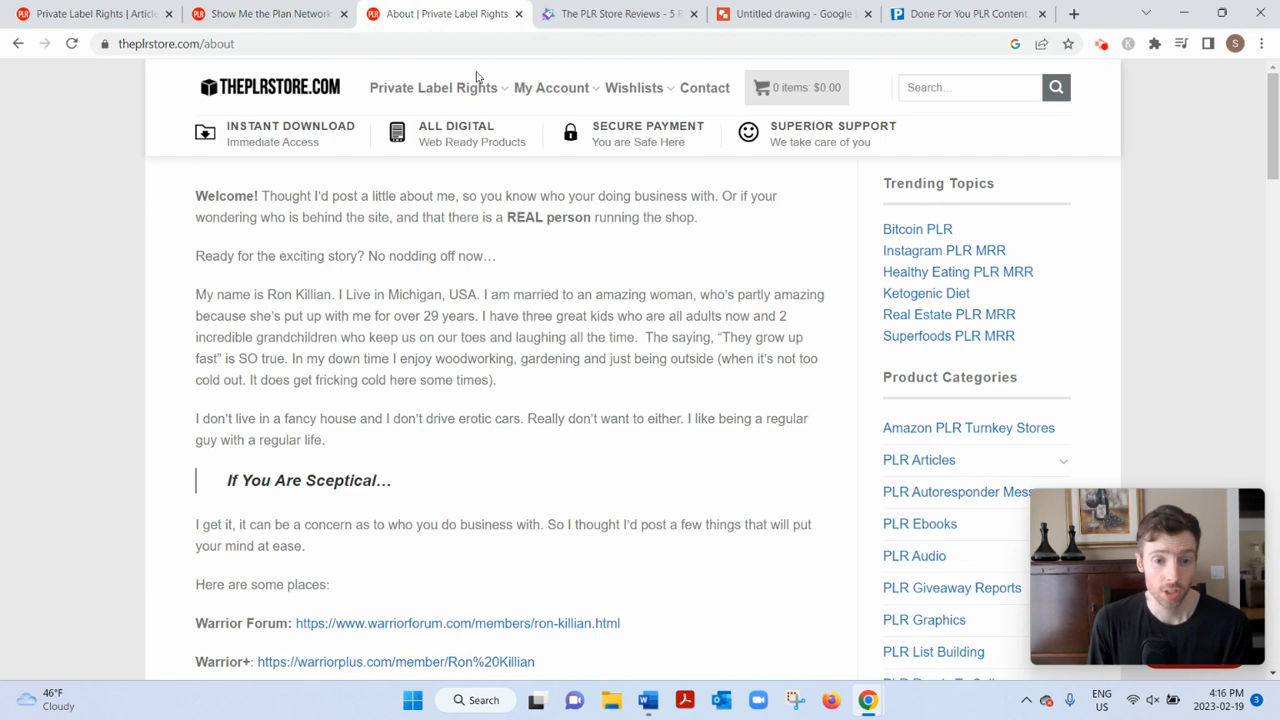 Private Label Rights | Article
Show Me the Plan Network
About | Private Label Rights
The PLR Store Reviews - 5 R
Untitled drawing - Google
Done For You PLR Content,
theplrstore.com/about
S
THEPLRSTORE.COM
Private Label Rights
My Account
Wishlists
Contact
0 items: $0.00
Search...
INSTANT DOWNLOAD
Immediate Access
ALL DIGITAL
Web Ready Products
SECURE PAYMENT
You are Safe Here
SUPERIOR SUPPORT
We take care of you
Welcome! Thought I'd post a little about me, so you know who your doing business with. Or if your
wondering who is behind the site, and that there is a REAL person running the shop.
Ready for the exciting story? No nodding off now…
My name is Ron Killian. I Live in Michigan, USA. I am married to an amazing woman, who's partly amazing
because she's put up with me for over 29 years. I have three great kids who are all adults now and 2
incredible grandchildren who keep us on our toes and laughing all the time. The saying, "They grow up
fast" is SO true. In my down time I enjoy woodworking, gardening and just being outside (when it's not too
cold out. It does get fricking cold here some times).
I don't live in a fancy house and I don't drive erotic cars. Really don't want to either. I like being a regular
guy with a regular life.
If You Are Sceptical…
I get it, it can be a concern as to who you do business with. So I thought I'd post a few things that will put
your mind at ease.
Here are some places:
Warrior Forum: https://www.warriorforum.com/members/ron-killian.html
Warrior+: https://warriorplus.com/member/Ron%20Killian
Trending Topics
Bitcoin PLR
Instagram PLR MRR
Healthy Eating PLR MRR
Ketogenic Diet
Real Estate PLR MRR
Superfoods PLR MRR
Product Categories
Amazon PLR Turnkey Stores
PLR Articles
PLR Autoresponder Mess
PLR Ebooks
PLR Audio
PLR Giveaway Reports
PLR Graphics
PLR List Building
46°F
Cloudy
Search
ENG
US
4:16 PM
2023-02-19
3